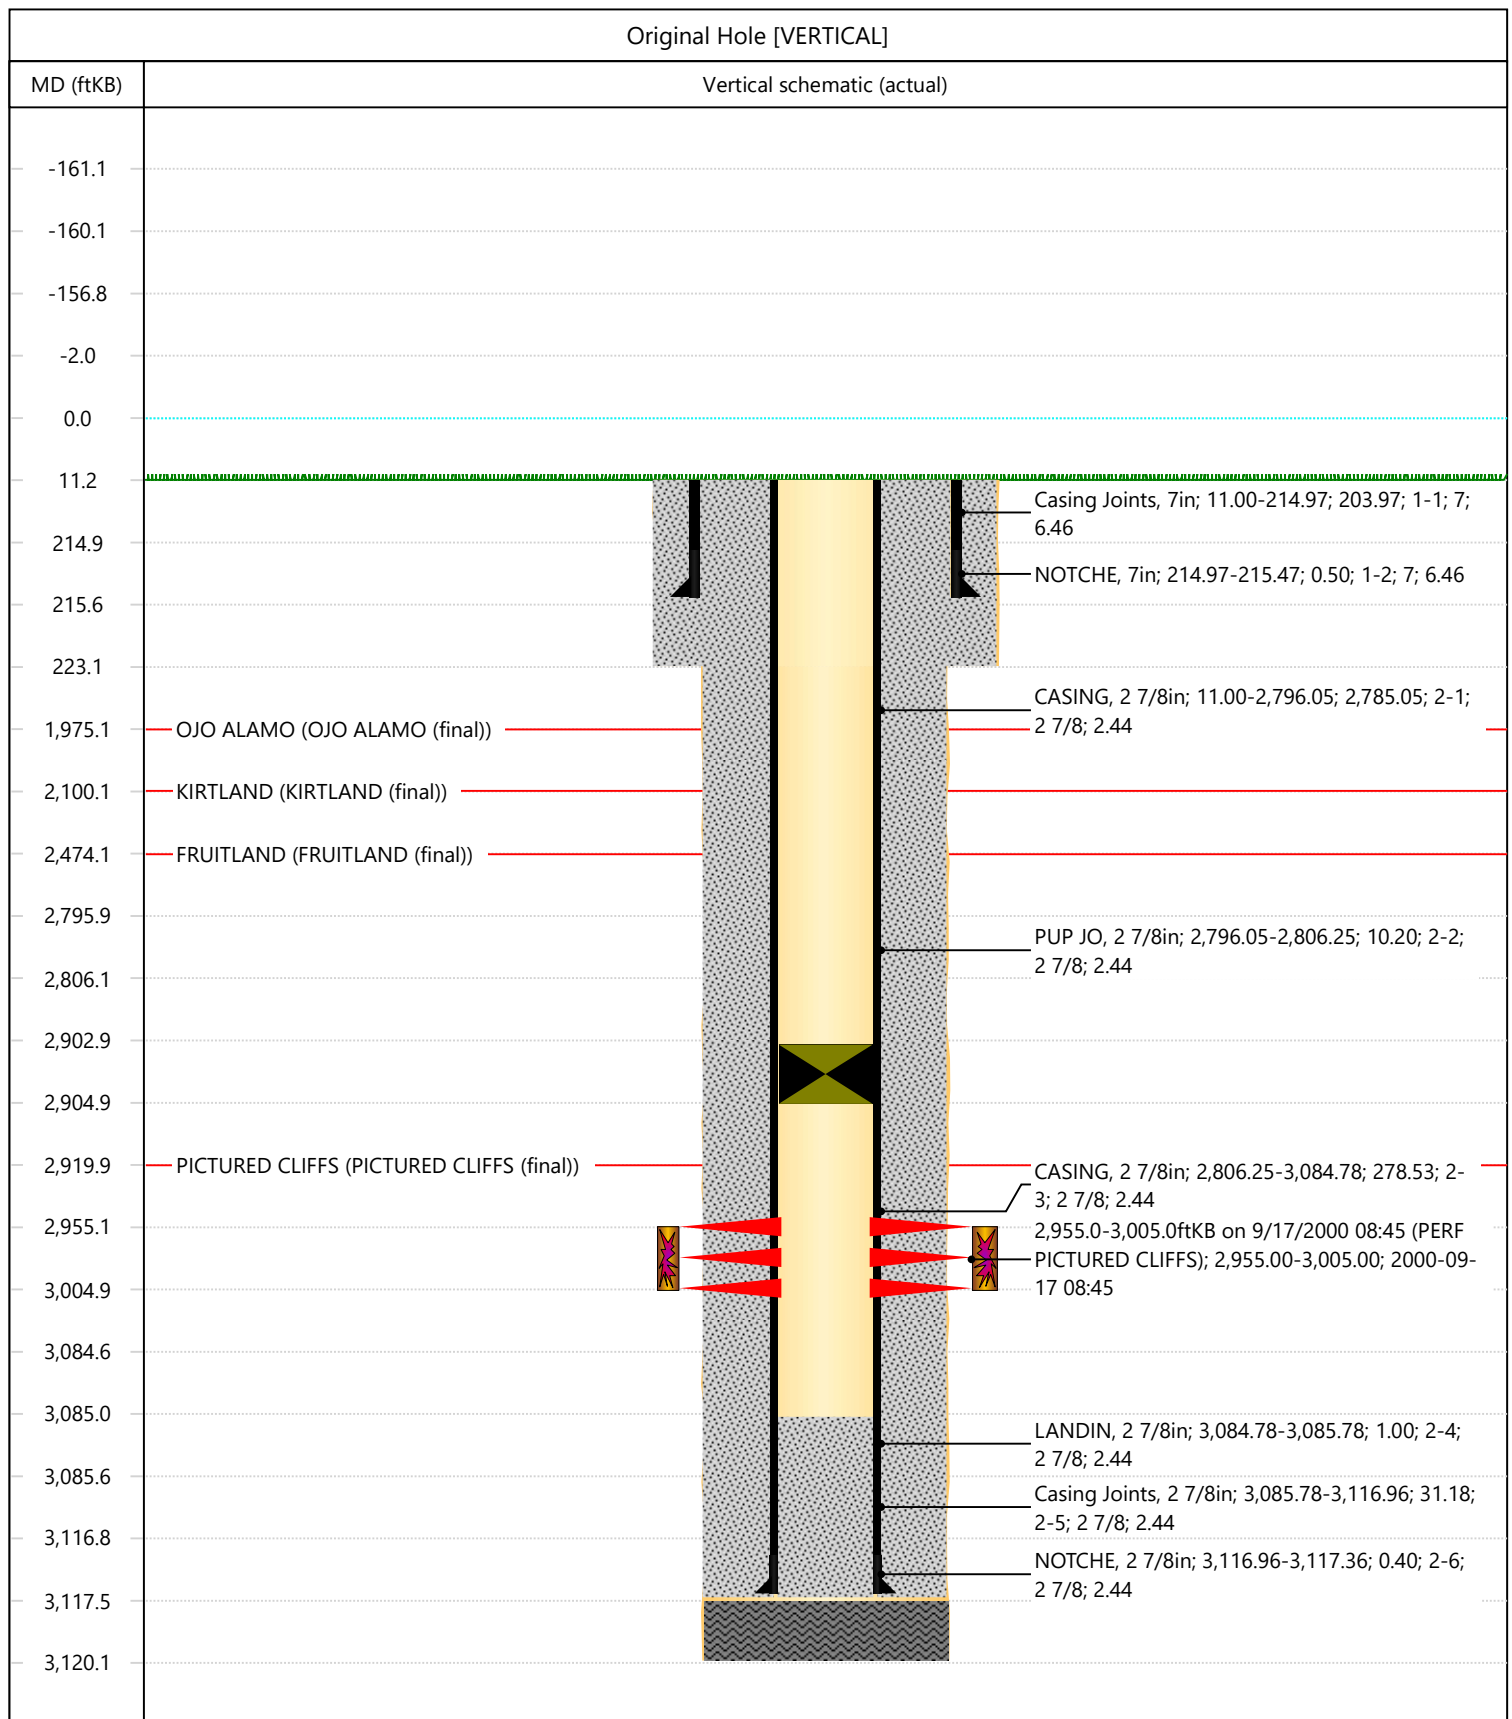 Original Hole [VERTICAL]
MD (ftKB)
Vertical schematic (actual)
-161.1
-160.1
-156.8
-2.0
0.0
11.2
Casing Joints, 7in; 11.00-214.97; 203.97; 1-1; 7;
6.46
214.9
NOTCHE, 7in; 214.97-215.47; 0.50; 1-2; 7; 6.46
215.6
223.1
CASING, 2 7/8in; 11.00-2,796.05; 2,785.05; 2-1;
2 7/8; 2.44
1,975.1
OJO ALAMO (OJO ALAMO (final))
2,100.1
KIRTLAND (KIRTLAND (final))
2,474.1
FRUITLAND (FRUITLAND (final))
2,795.9
PUP JO, 2 7/8in; 2,796.05-2,806.25; 10.20; 2-2;
2 7/8; 2.44
2,806.1
2,902.9
2,904.9
2,919.9
PICTURED CLIFFS (PICTURED CLIFFS (final))
CASING, 2 7/8in; 2,806.25-3,084.78; 278.53; 2-
3; 2 7/8; 2.44
2,955.1
2,955.0-3,005.0ftKB on 9/17/2000 08:45 (PERF
PICTURED CLIFFS); 2,955.00-3,005.00; 2000-09-
17 08:45
3,004.9
3,084.6
3,085.0
LANDIN, 2 7/8in; 3,084.78-3,085.78; 1.00; 2-4;
2 7/8; 2.44
3,085.6
Casing Joints, 2 7/8in; 3,085.78-3,116.96; 31.18;
2-5; 2 7/8; 2.44
3,116.8
NOTCHE, 2 7/8in; 3,116.96-3,117.36; 0.40; 2-6;
2 7/8; 2.44
3,117.5
3,120.1